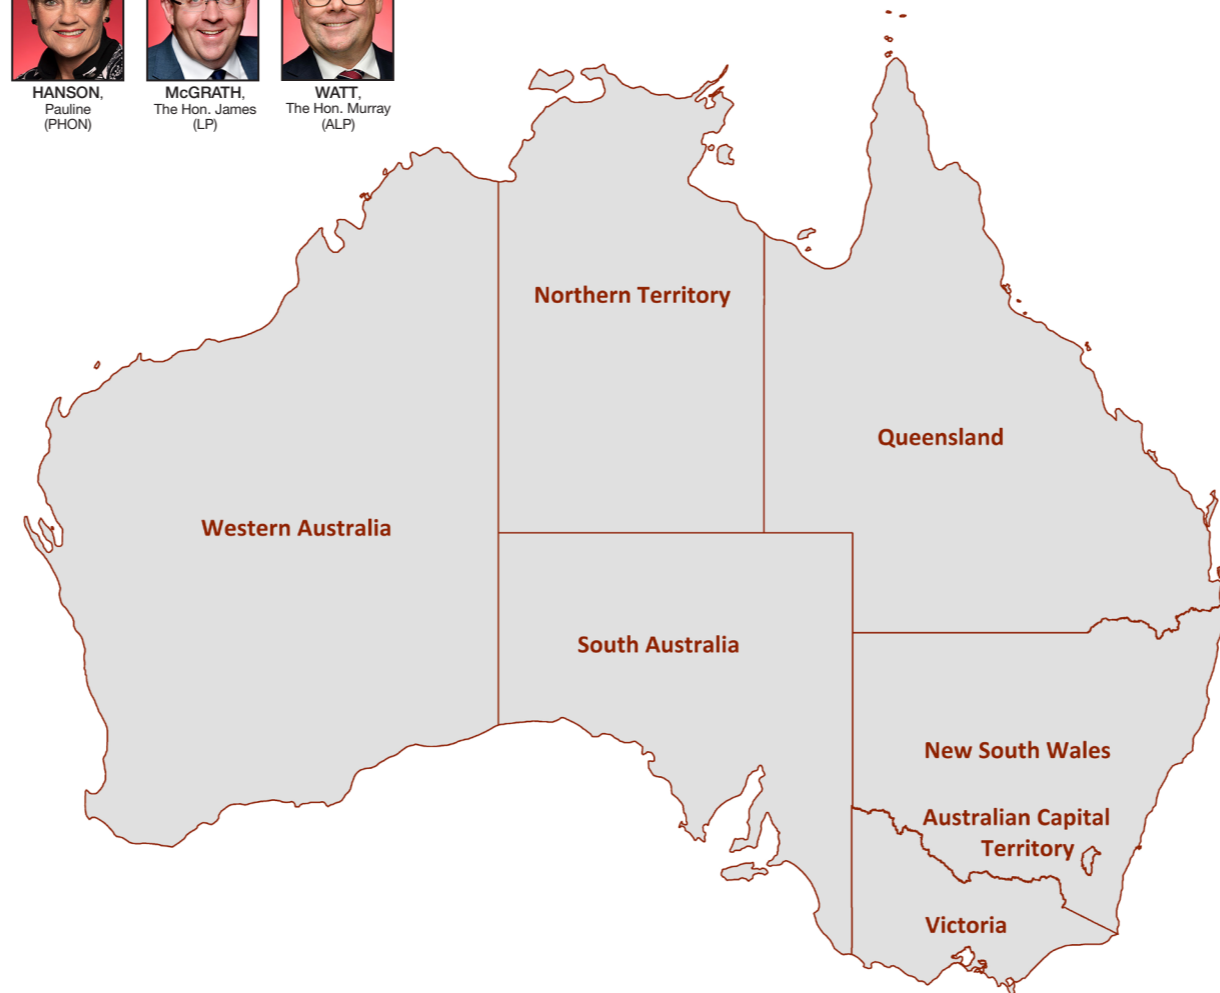 HANSON,
Pauline
(PHON)
McGRATH,
The Hon. James
(LP)
WATT,
The Hon. Murray
(ALP)
Northern Territory
Queensland
Western Australia
South Australia
New South Wales
Australian Capital
Territory
Victoria